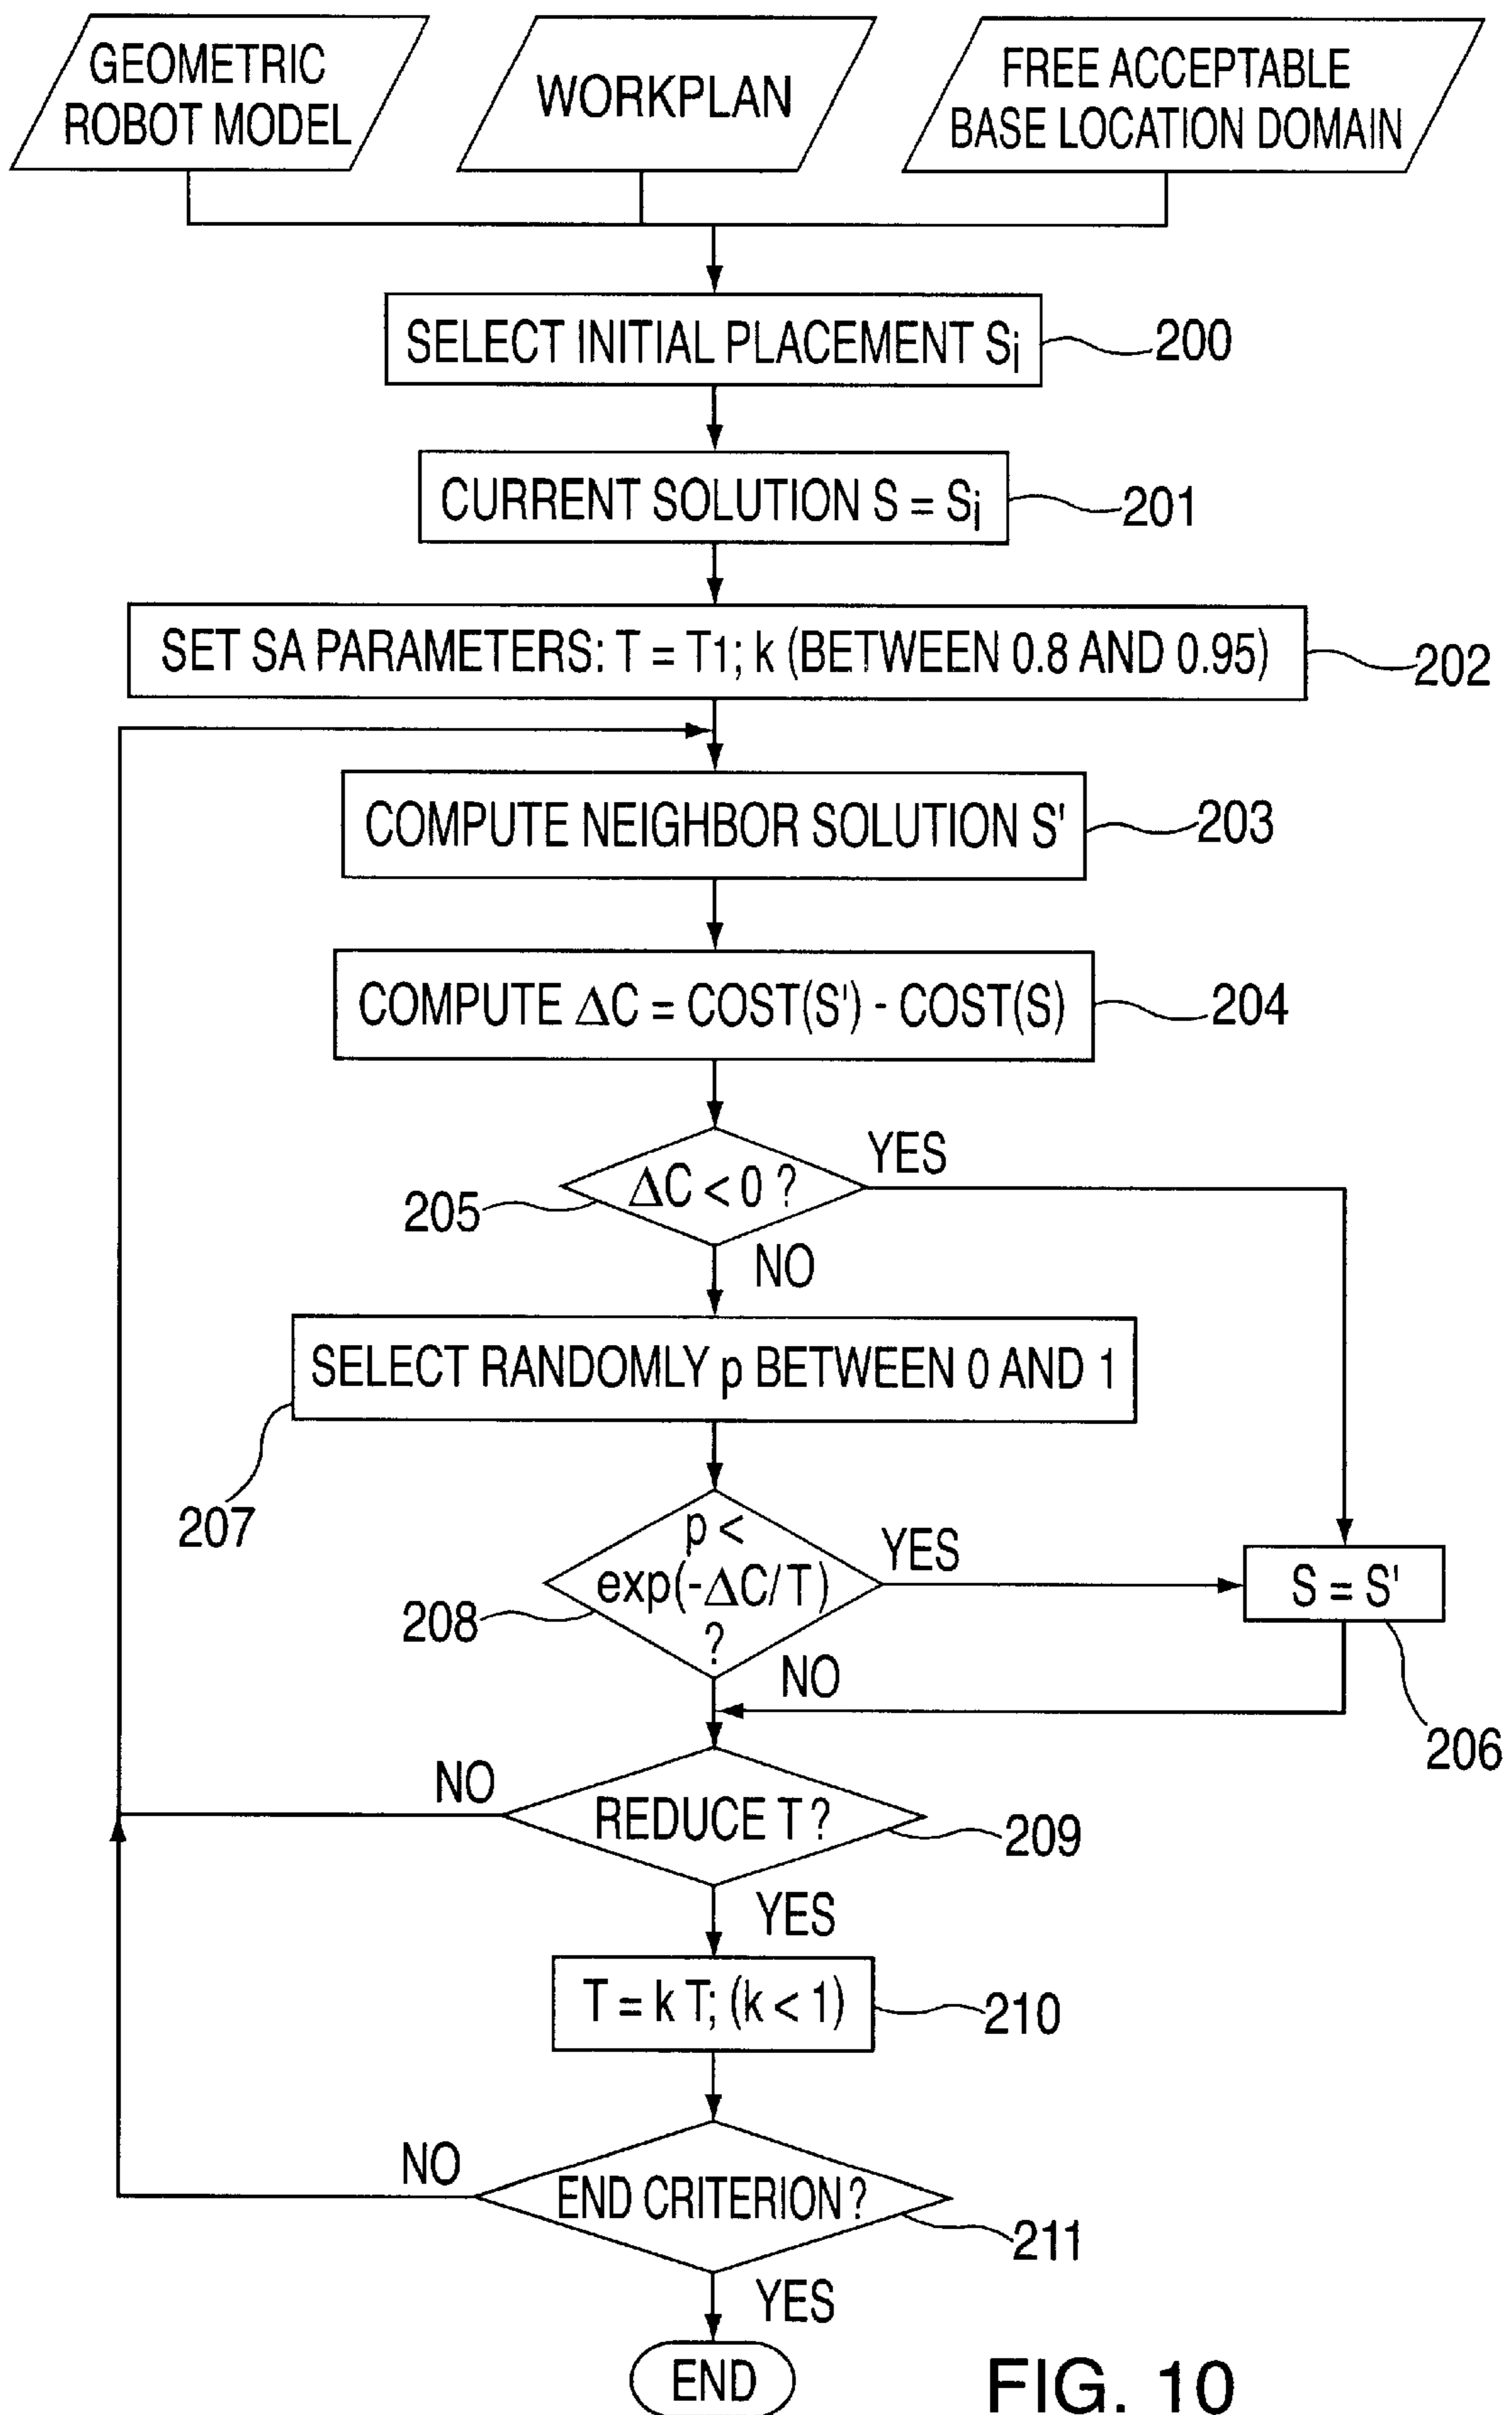 GEOMETRIC
ROBOT MODEL
WORKPLAN
FREE ACCEPTABLE
BASE LOCATION DOMAIN
SELECT INITIAL PLACEMENT Si
200
CURRENT SOLUTION S = Si
201
SET SA PARAMETERS: T = T1; k (BETWEEN 0.8 AND 0.95)
202
COMPUTE NEIGHBOR SOLUTION S'
203
COMPUTE ΔC = COST(S') - COST(S)
204
ΔC < 0 ?
YES
205
NO
SELECT RANDOMLY p BETWEEN 0 AND 1
207
p <
exp(-ΔC/T)
?
YES
208
S = S'
NO
206
NO
REDUCE T?
209
YES
T = k T; (k < 1)
210
NO
END CRITERION?
211
YES
END
FIG. 10